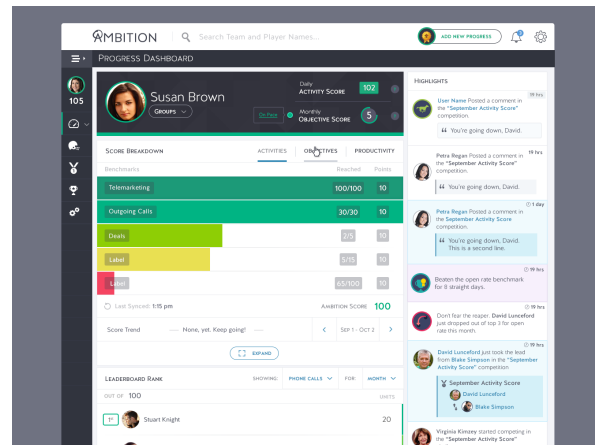 AMBITION
Search Team and Player Names...
ADD NEW PROGRESS
PROGRESS DASHBOARD
105
Susan Brown
GROUPS
Daily
ACTIVITY SCORE
102
On Pace
Monthly
OBJECTIVE SCORE
5
SCORE BREAKDOWN
ACTIVITIES
OBJECTIVES
PRODUCTIVITY
Benchmarks
Reached
Points
Telemarketing
100/100
10
Outgoing Calls
30/30
10
Deals
2/5
10
Label
5/15
10
Label
65/100
10
Last Synced: 1:15 pm
AMBITION SCORE 100
Score Trend
None, yet. Keep going!
SEP 1 - OCT 2
EXPAND
LEADERBOARD RANK
SHOWING:
PHONE CALLS
FOR
MONTH
OUT OF 100
UNITS
1st
Stuart Knight
20
HIGHLIGHTS
19 hrs
User Name Posted a comment in
the "September Activity Score"
competition.
You're going down, David.
19 hrs
Petra Regan Posted a comment in
the "September Activity Score"
competition.
You're going down, David.
1 day
Petra Regan Posted a comment in
the September Activity Score
competition.
You're going down, David.
This is a second line.
19 hrs
Beaten the open rate benchmark
for 8 straight days.
19 hrs
Don't fear the reaper. David Lunceford
just dropped out of top 3 for open
rate this month.
19 hrs
David Lunceford just took the lead
from Blake Simpson in the "September
Activity Score" competition
September Activity Score
David Lunceford
Blake Simpson
Virginia Kimzey started competing in
the "September Activity Score"